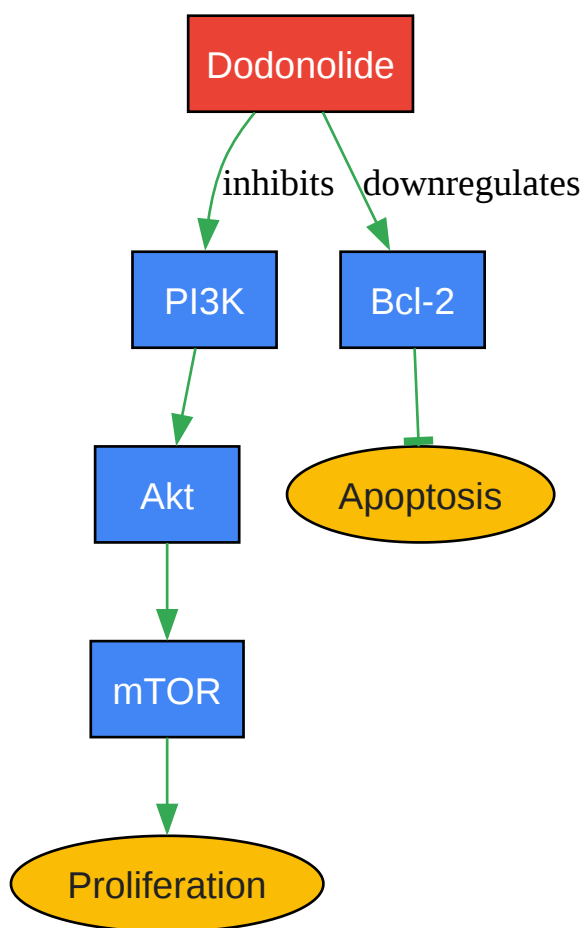 Dodonolide
inhibits
downregulates
PI3K
Bcl-2
Akt
Apoptosis
mTOR
Proliferation